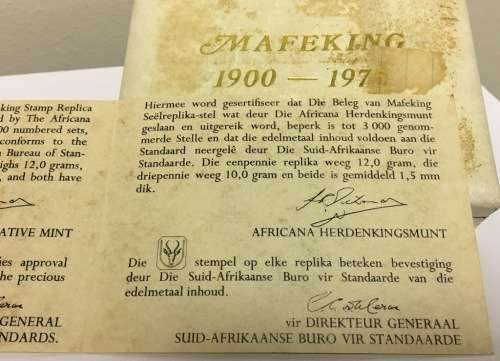 MAFEKING
1900 — 197
king Stamp Replica
d by The Africana
00 numbered sets,
conforms to the
n Bureau of Stan-
ighs 12,0 grams,
, and both have
ATIVE MINT
ies approval
the precious
GENERAL
NDARDS.
Hiermee word gesertifiseer dat Die Beleg van Mafeking
Seëlreplika-stel wat deur Die Africana Herdenkingsmunt
geslaan en uitgereik word, beperk is tot 3 000 genom-
merde Stelle en dat die edelmetaal inhoud voldoen aan
die Standaard neergelê deur Die Suid-Afrikaanse Buro vir
Standaarde. Die eenpennie replika weeg 12,0 gram, die
driepennie weeg 10,0 gram en beide is gemiddeld 1,5 mm
dik.
AFRICANA HERDENKINGSMUNT
Die stempel op elke replika beteken bevestiging
deur Die Suid-Afrikaanse Buro vir Standaarde van die
edelmetaal inhoud.
vir DIREKTEUR GENERAAL
SUID-AFRIKAANSE BURO VIR STANDAARDE